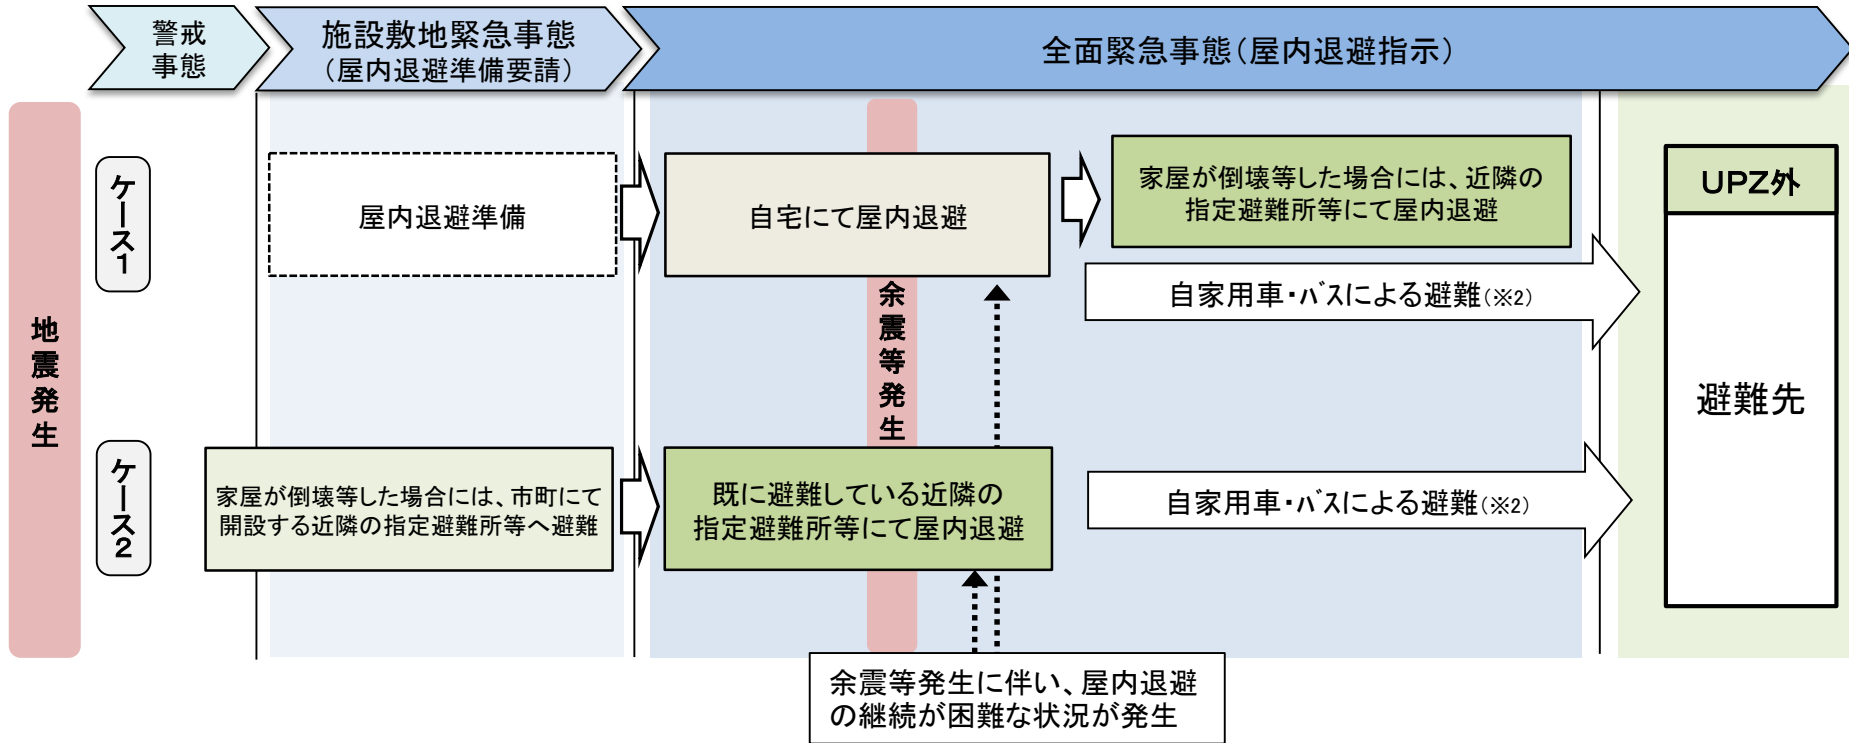 警戒
事態
施設敷地緊急事態
（屋内退避準備要請）
全面緊急事態（屋内退避指示）
地震発生
ケース１
屋内退避準備
自宅にて屋内退避
家屋が倒壊等した場合には、近隣の
指定避難所等にて屋内退避
自家用車・バスによる避難（※2）
余震等発生
UPZ外
避難先
ケース２
家屋が倒壊等した場合には、市町にて
開設する近隣の指定避難所等へ避難
既に避難している近隣の
指定避難所等にて屋内退避
自家用車・バスによる避難（※2）
余震等発生に伴い、屋内退避
の継続が困難な状況が発生